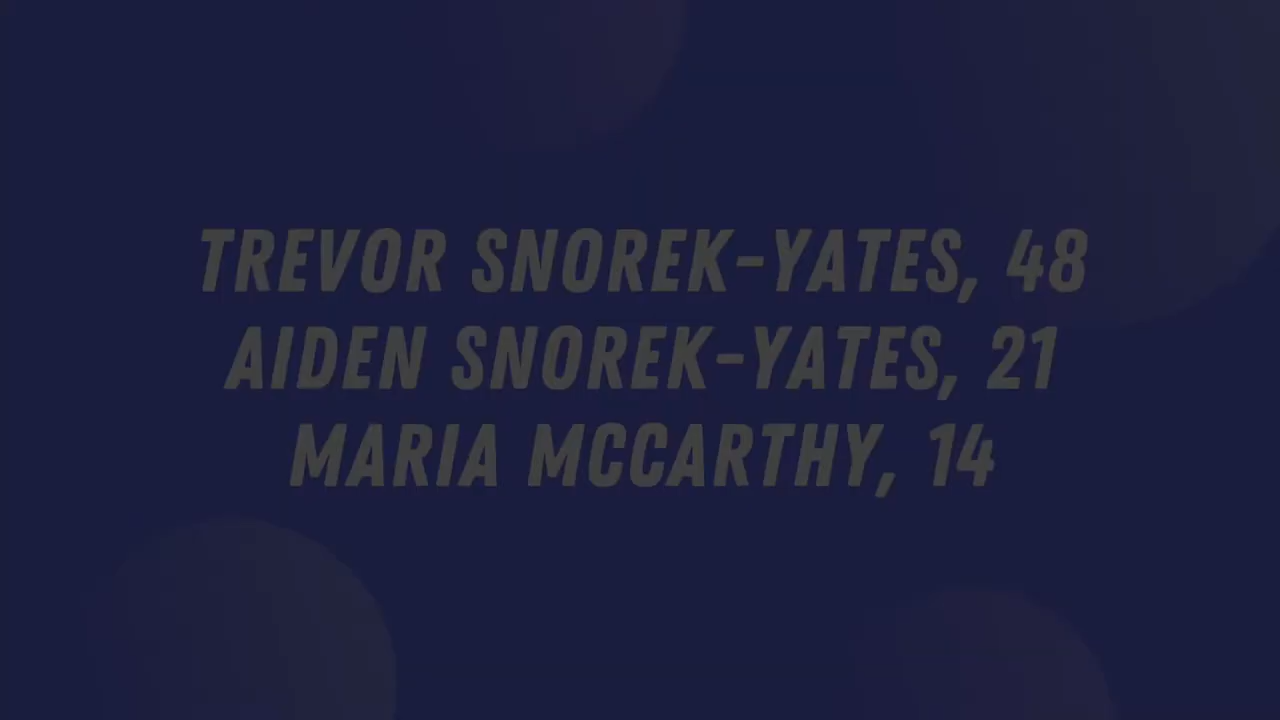 TREVOR SNOREK-YATES, 48
AIDEN SNOREK-YATES, 21
MARIA MCCARTHY, 14